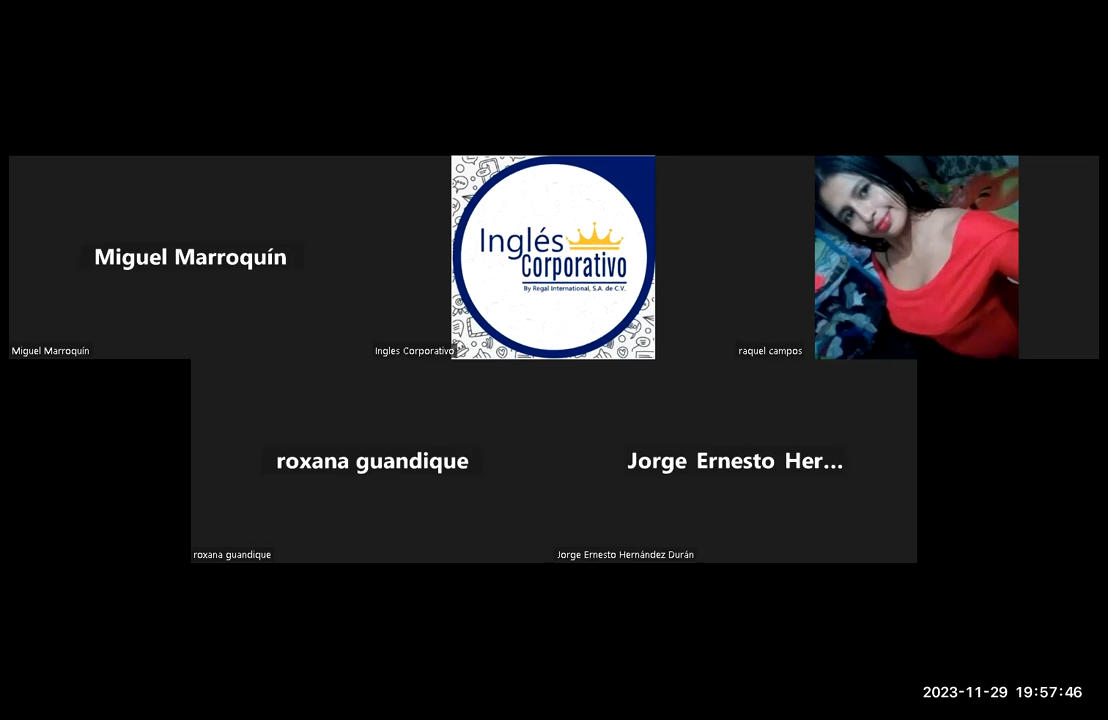 Miguel Marroquín
Miguel Marroquín
Inglés
Corporativo
By Regal International, S.A. de C.V.
Ingles Corporativo
raquel campos
roxana guandique
roxana guandique
Jorge Ernesto Her...
Jorge Ernesto Hernández Durán
2023-11-29 19:57:46